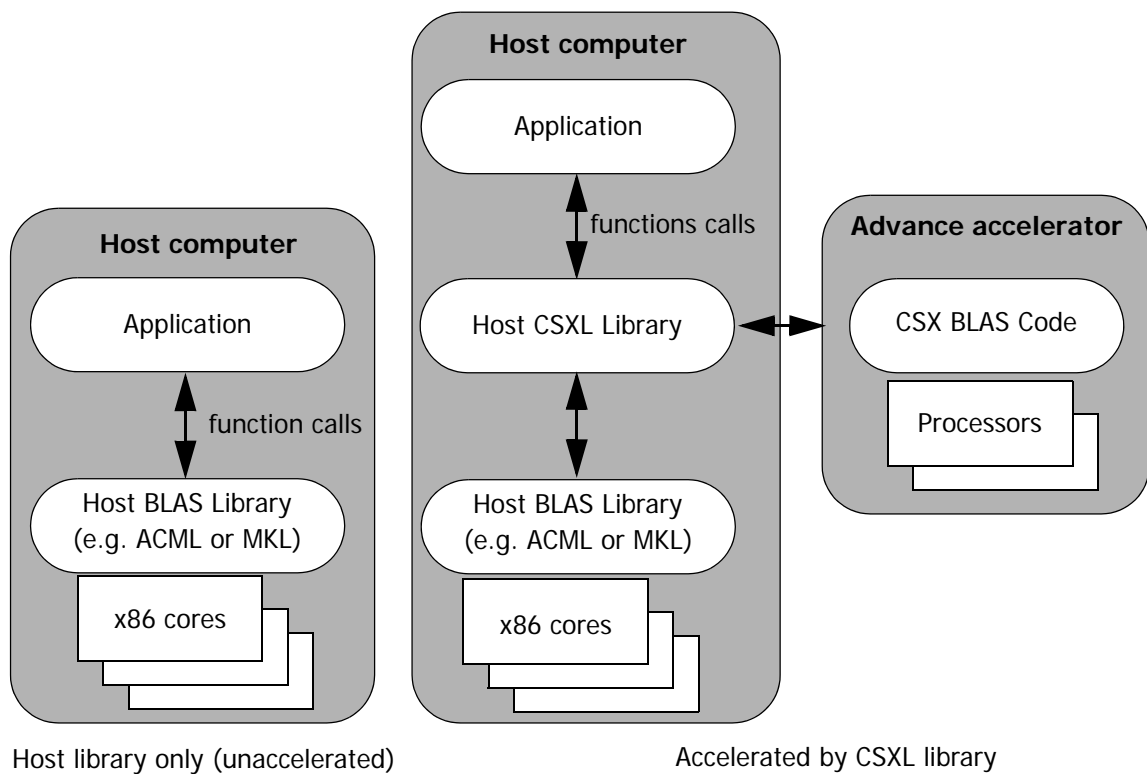 Host computer
Application
function calls
Host BLAS Library
(e.g. ACML or MKL)
x86 cores
Host library only (unaccelerated)
Host computer
Application
functions calls
Host CSXL Library
Host BLAS Library
(e.g. ACML or MKL)
x86 cores
Advance accelerator
CSX BLAS Code
Processors
Accelerated by CSXL library